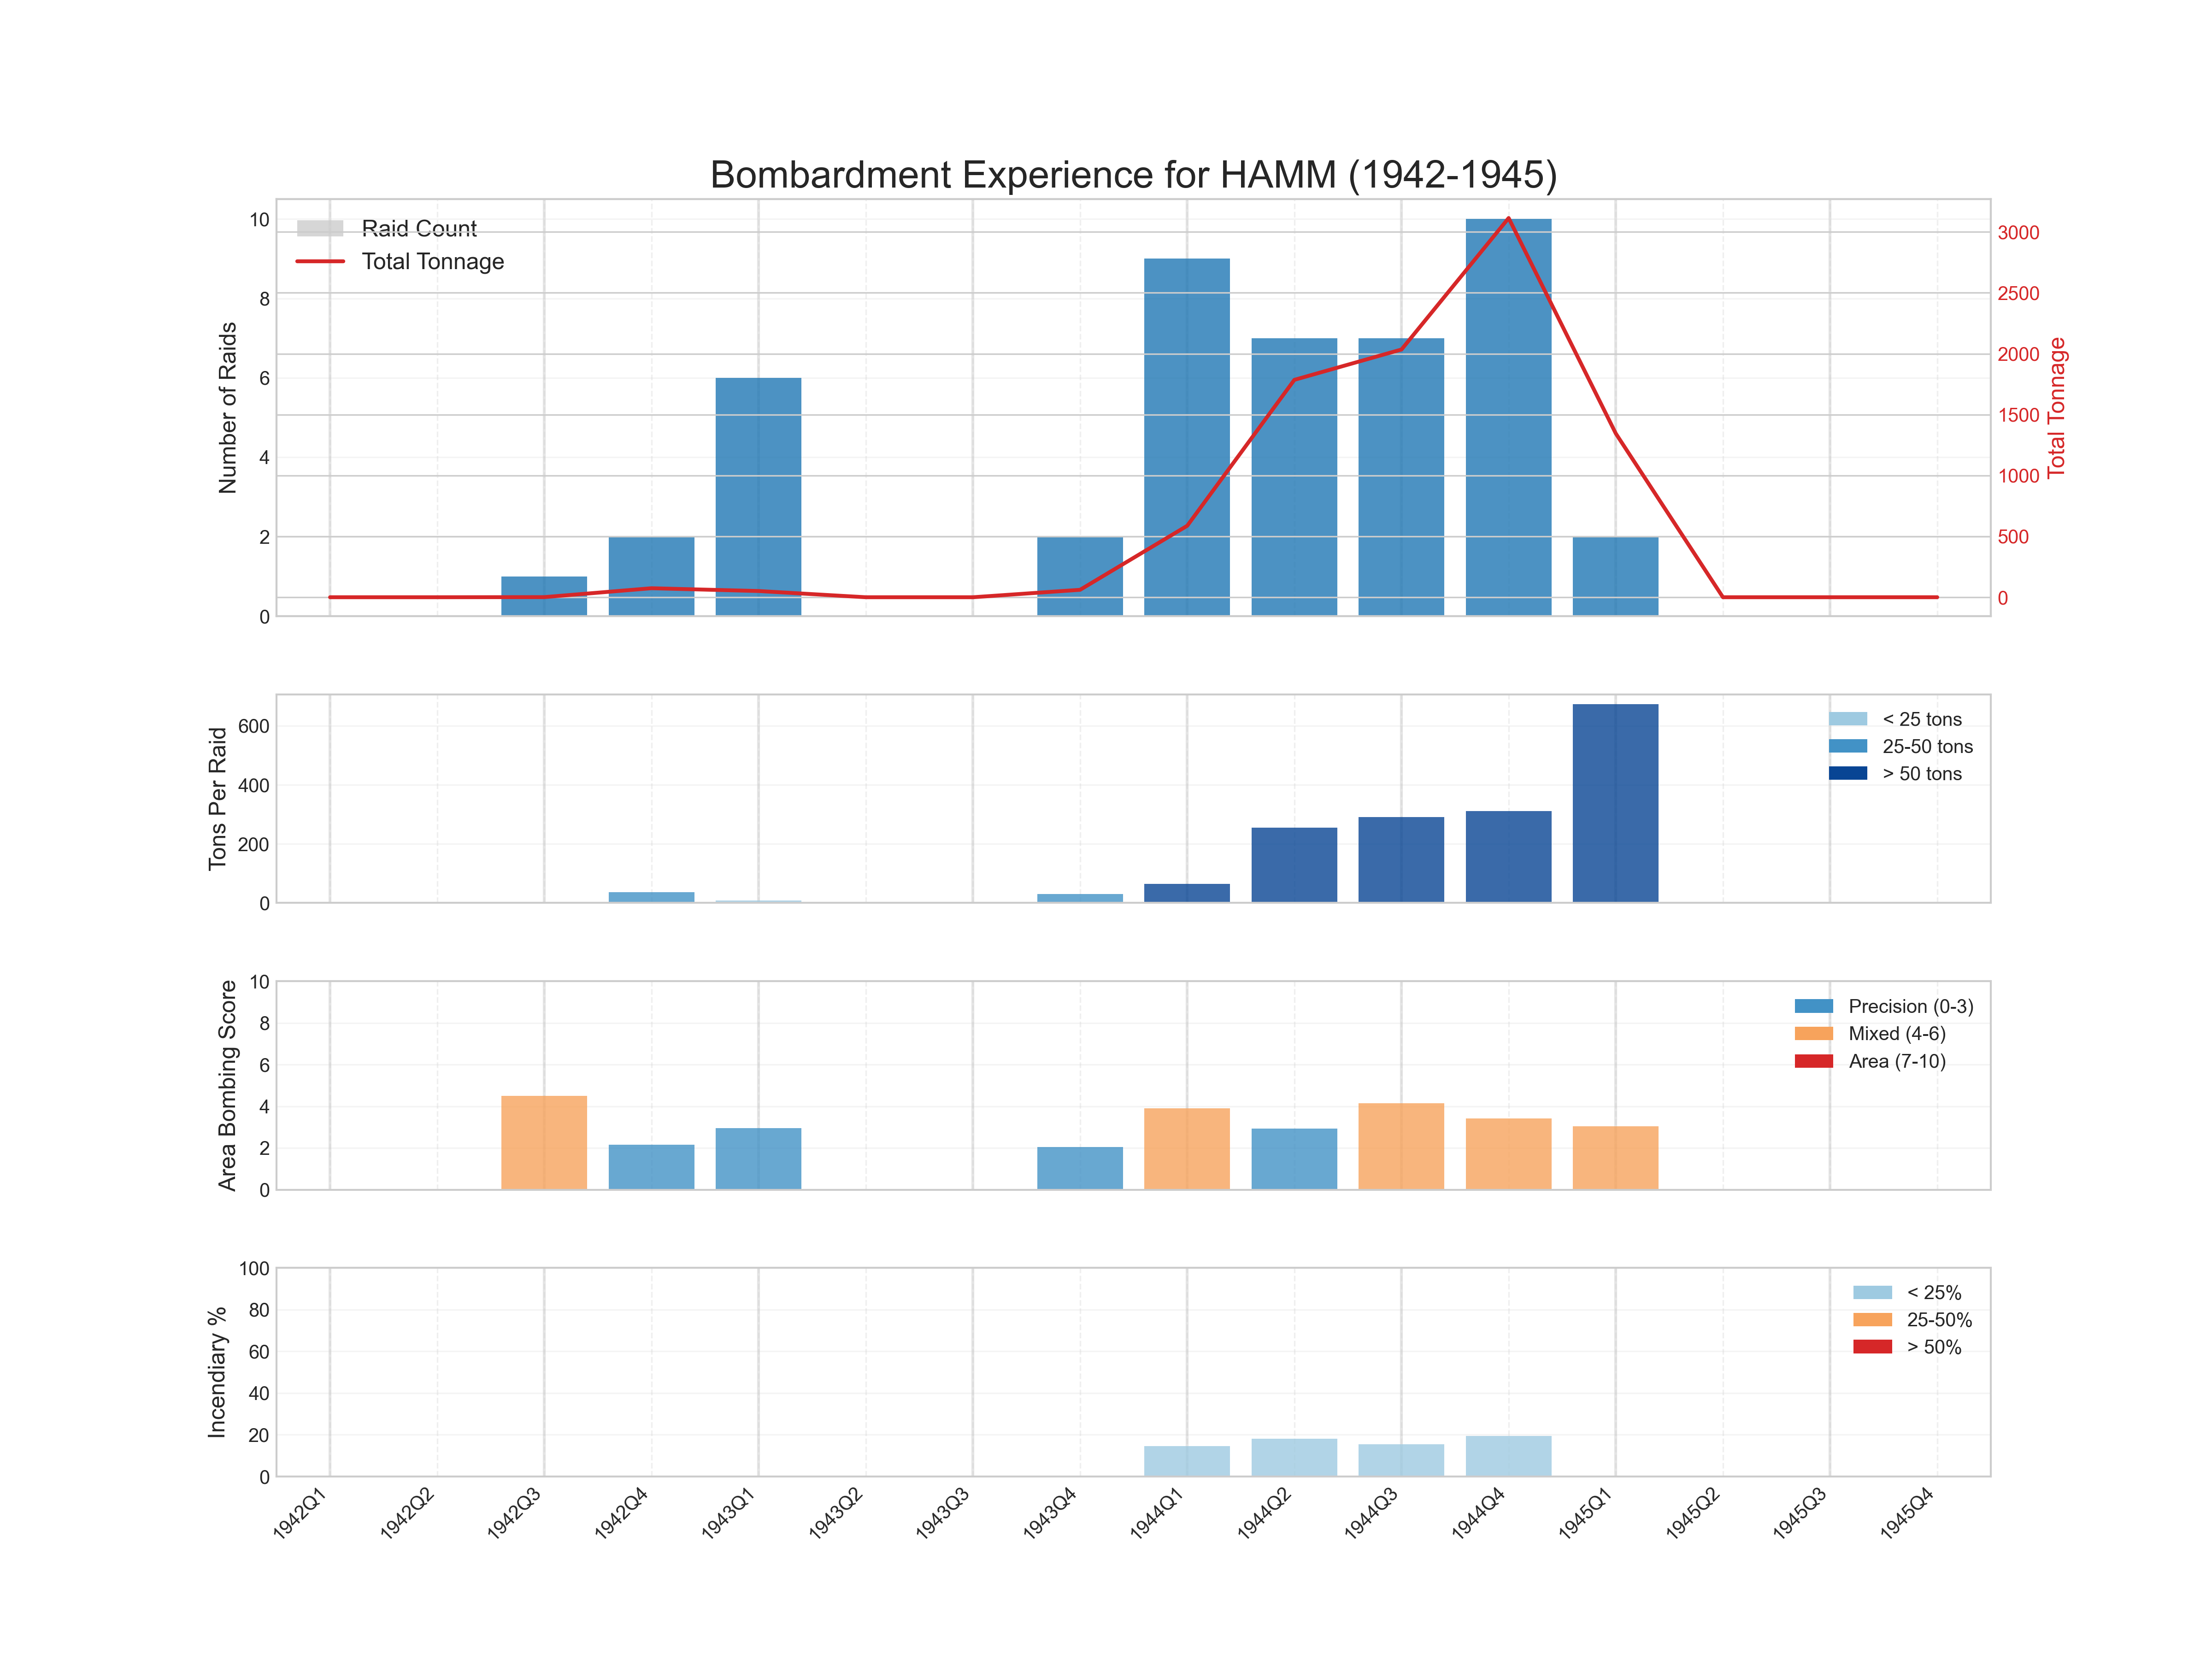 Bombardment Experience for HAMM (1942-1945)
Number of Raids
10
8
6
4
2
0
Raid Count
Total Tonnage
3000
2500
2000
1500
1000
500
0
Total Tonnage
Tons Per Raid
600
400
200
0
< 25 tons
25-50 tons
> 50 tons
Area Bombing Score
10
8
6
4
2
0
Precision (0-3)
Mixed (4-6)
Area (7-10)
Incendiary %
100
80
60
40
20
0
< 25%
25-50%
> 50%
1942Q1
1942Q2
1942Q3
1942Q4
1943Q1
1943Q2
1943Q3
1943Q4
1944Q1
1944Q2
1944Q3
1944Q4
1945Q1
1945Q2
1945Q3
1945Q4